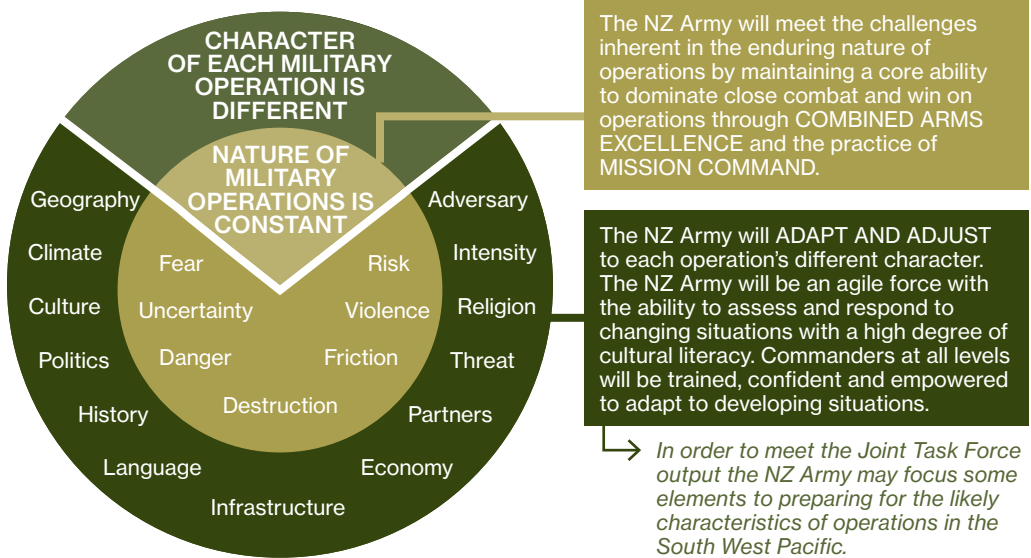 CHARACTER
OF EACH MILITARY
OPERATION IS
DIFFERENT
NATURE OF
MILITARY
OPERATIONS IS
CONSTANT
Geography
Climate
Culture
Politics
History
Language
Infrastructure
Economy
Partners
Threat
Religion
Intensity
Adversary
Fear
Uncertainty
Danger
Destruction
Friction
Violence
Risk
The NZ Army will meet the challenges
inherent in the enduring nature of
operations by maintaining a core ability
to dominate close combat and win on
operations through COMBINED ARMS
EXCELLENCE and the practice of
MISSION COMMAND.
The NZ Army will ADAPT AND ADJUST
to each operation’s different character.
The NZ Army will be an agile force with
the ability to assess and respond to
changing situations with a high degree of
cultural literacy. Commanders at all levels
will be trained, confident and empowered
to adapt to developing situations.
In order to meet the Joint Task Force
output the NZ Army may focus some
elements to preparing for the likely
characteristics of operations in the
South West Pacific.